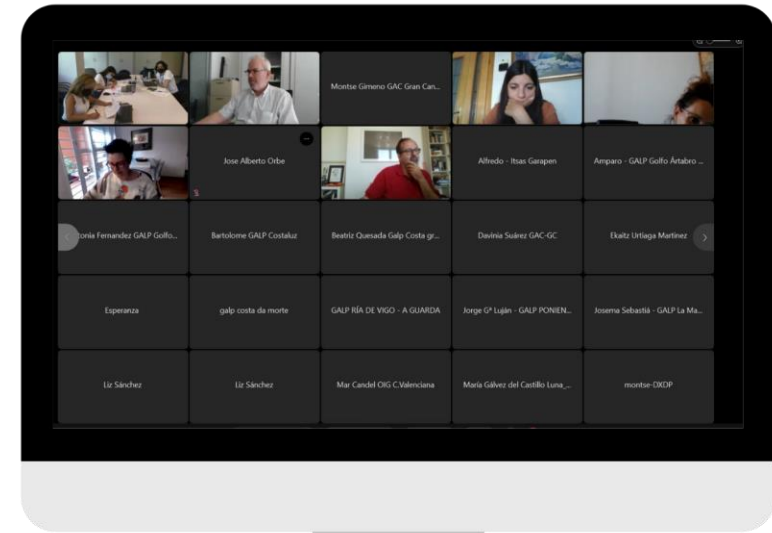 Montse Gimeno GAC Gran Can...
Jose Alberto Orbe
Alfredo - Itsas Garapen
Amparo - GALP Golfo Ártabro ...
onia Fernandez GALP Golfo...
Bartolome GALP Costaluz
Beatriz Quesada Galp Costa gr...
Davinia Suárez GAC-GC
Ekaitz Urtiaga Martinez
Esperanza
galp costa da morte
GALP RÍA DE VIGO - A GUARDA
Jorge Gª Luján - GALP PONIEN...
Josema Sebastiá - GALP La Ma...
Liz Sánchez
Liz Sánchez
Mar Candel OIG C.Valenciana
María Gálvez del Castillo Luna_...
montse-DXDP